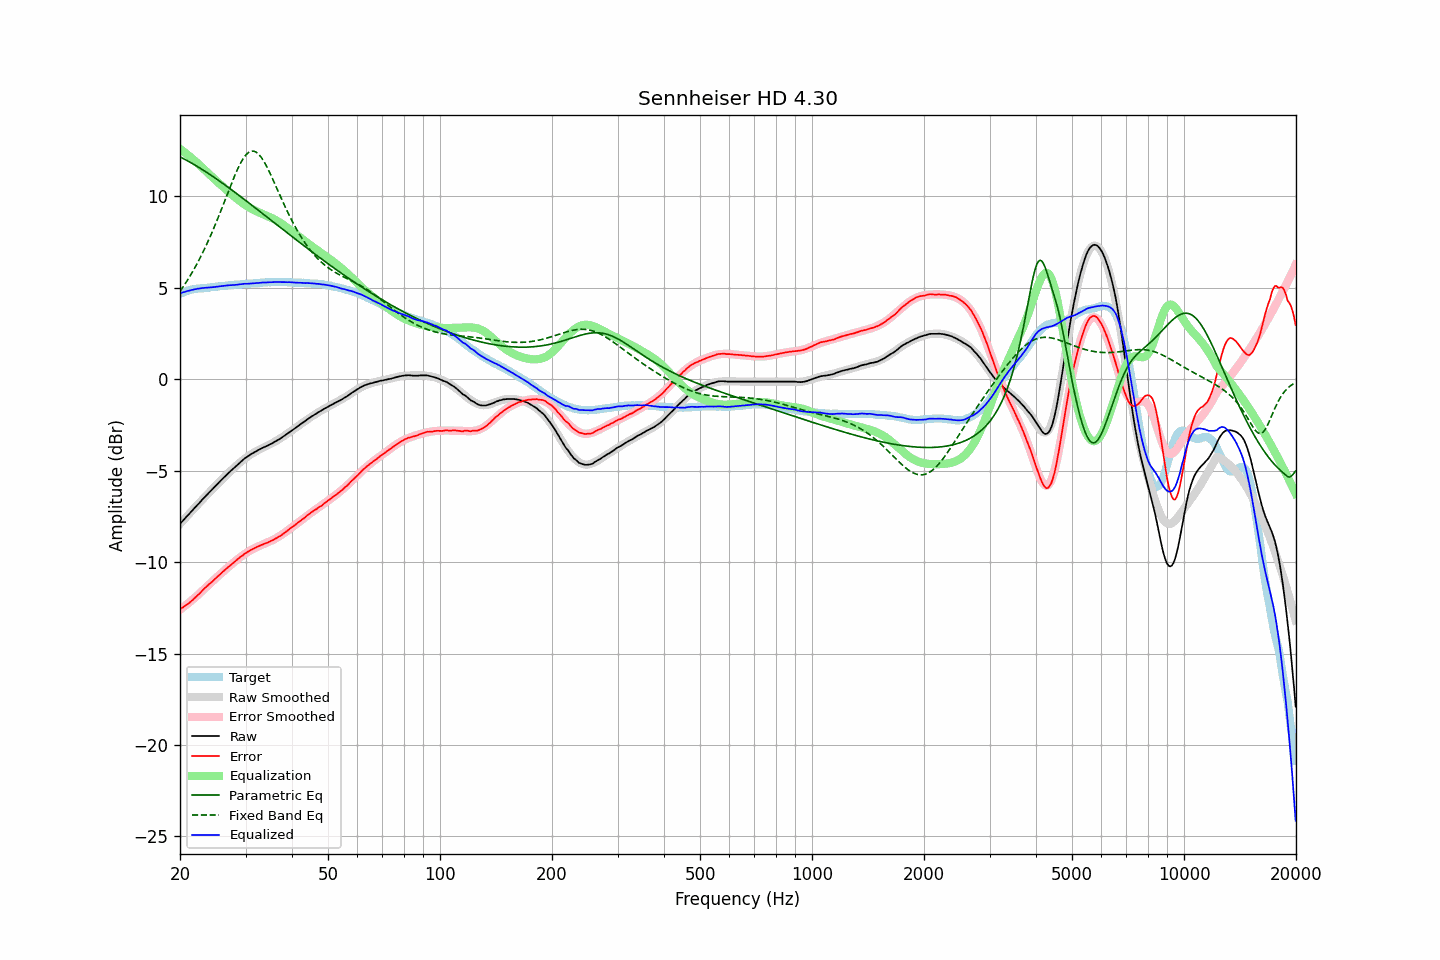 Sennheiser HD 4.30
Amplitude (dBr)
10
5
0
−5
−10
−15
−20
−25
Target
Raw Smoothed
Error Smoothed
Raw
Error
Equalization
Parametric Eq
Fixed Band Eq
Equalized
20 50 100 200 500 1000 2000 5000 10000 20000
Frequency (Hz)